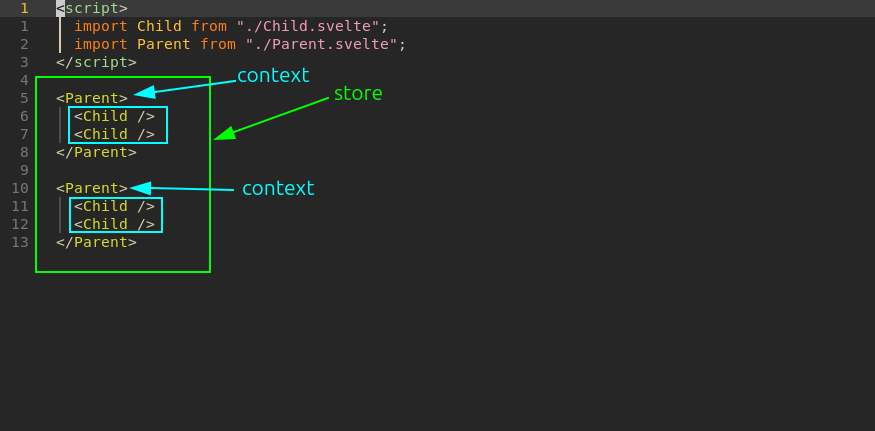 1 <script>
1 import Child from "./Child.svelte";
2 import Parent from "./Parent.svelte";
3 </script>
4
5 <Parent> context
6 <Child /> store
7 <Child />
8 </Parent>
9
10 <Parent> context
11 <Child />
12 <Child />
13 </Parent>